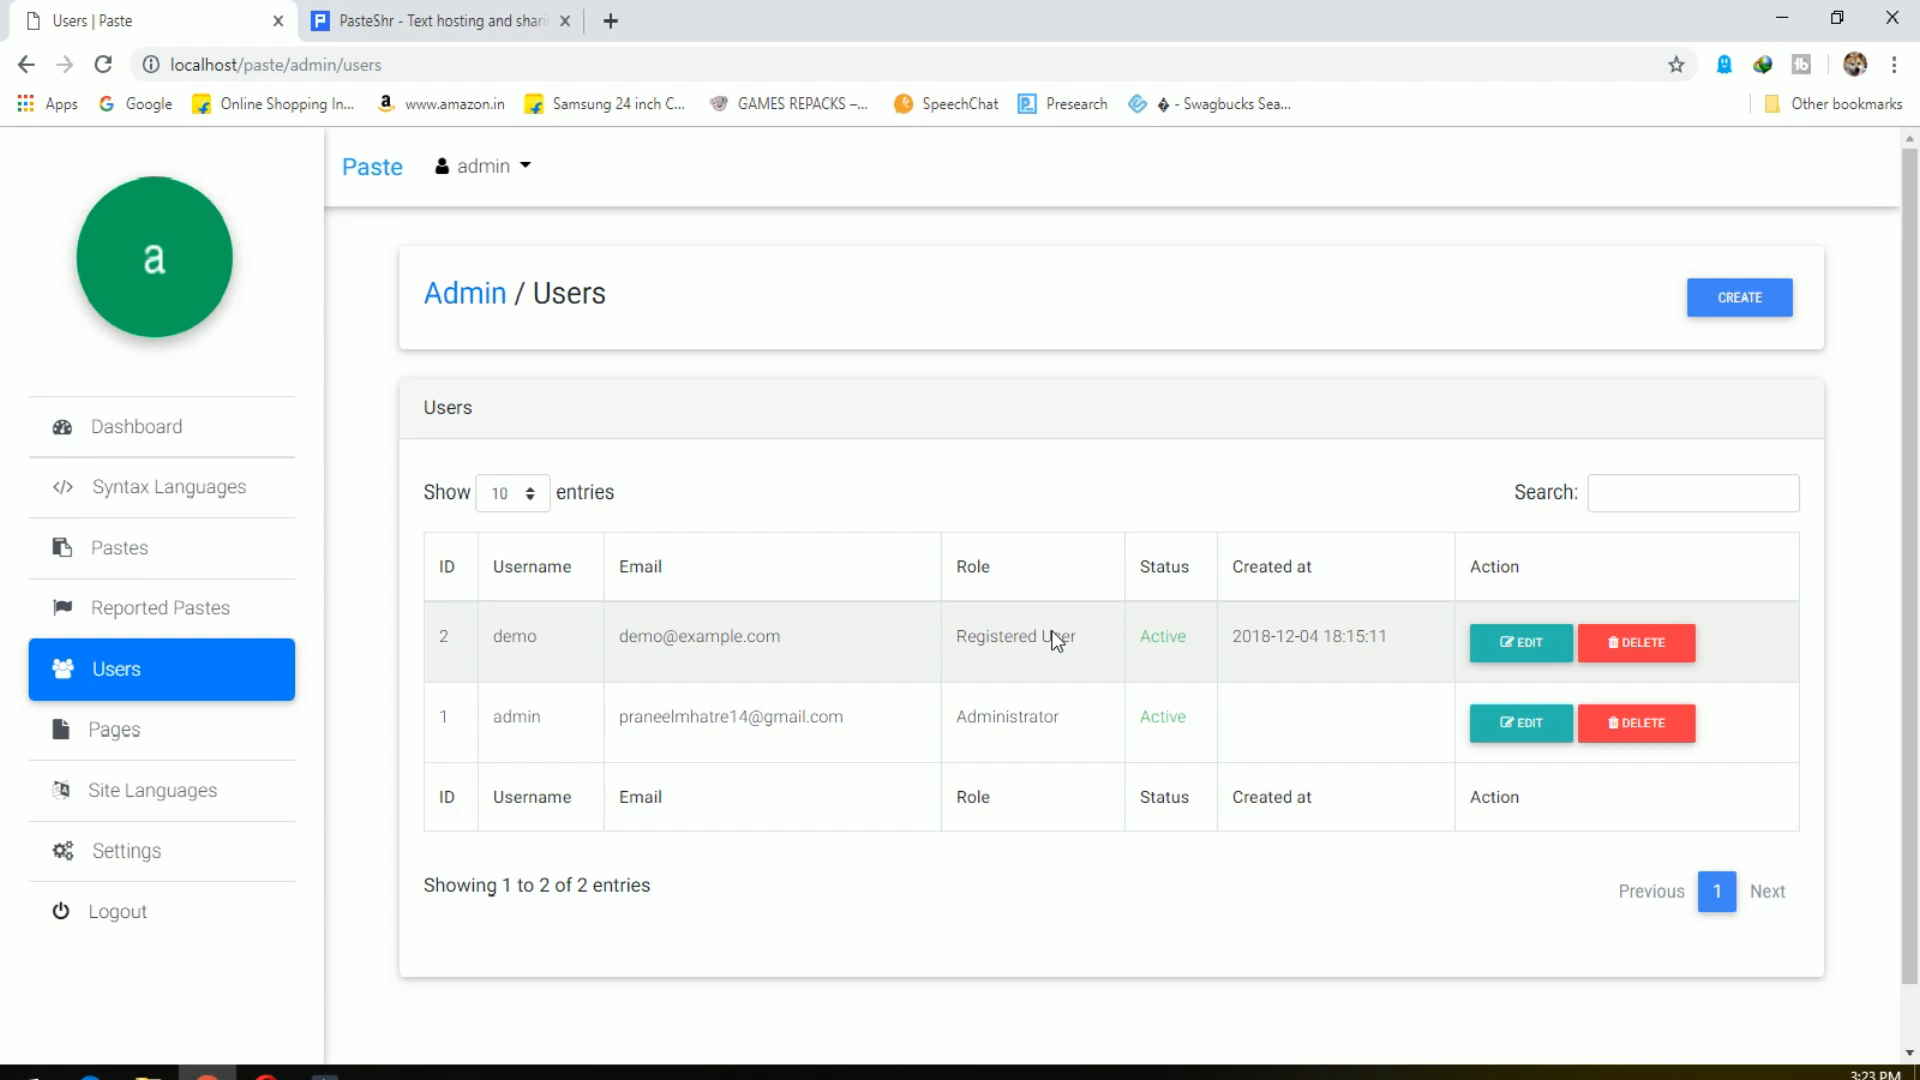 Users | Paste
PasteShr - Text hosting and shari
localhost/paste/admin/users
Apps
Google
Online Shopping In...
www.amazon.in
Samsung 24 inch C...
GAMES REPACKS –...
SpeechChat
Presearch
� - Swagbucks Sea...
Other bookmarks
Paste
admin
a
Admin / Users
CREATE
Dashboard
Syntax Languages
Pastes
Reported Pastes
Users
Pages
Site Languages
Settings
Logout
Users
Show 10 entries
Search:
ID Username Email Role Status Created at Action
2 demo demo@example.com Registered User Active 2018-12-04 18:15:11 EDIT DELETE
1 admin praneelmhatre14@gmail.com Administrator Active EDIT DELETE
ID Username Email Role Status Created at Action
Showing 1 to 2 of 2 entries
Previous 1 Next
3:23 PM